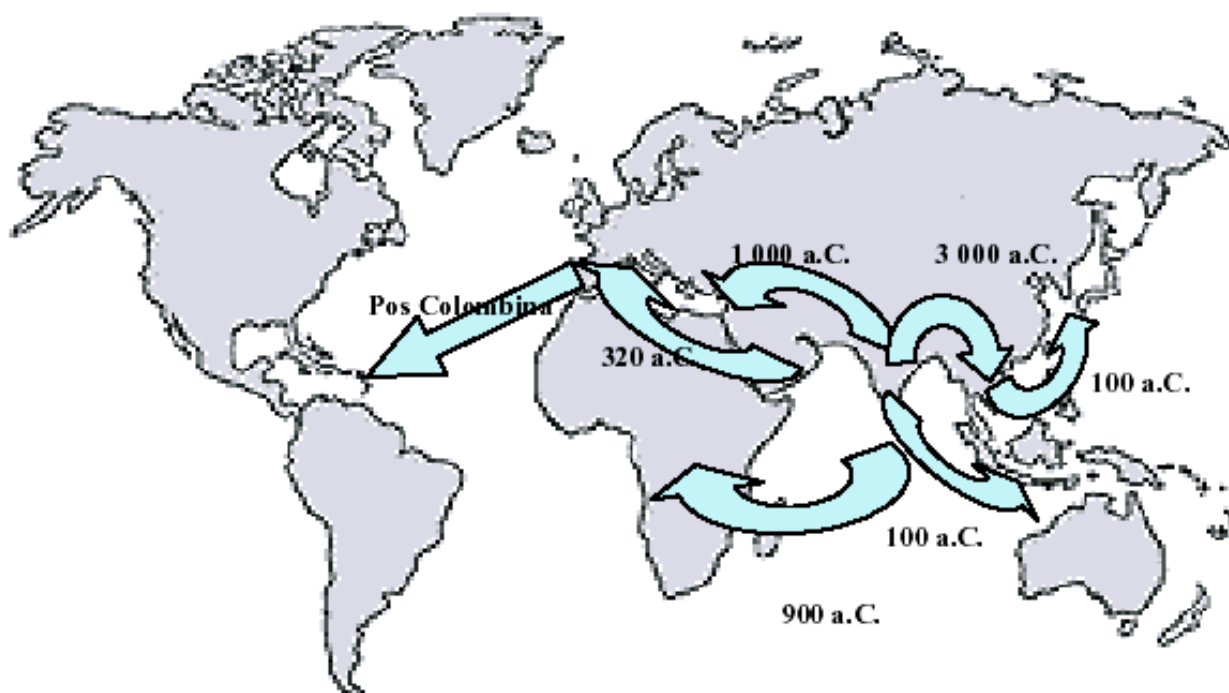 1 000 a.C.
3 000 a.C.
Pos Colombina
320 a.C.
100 a.C.
100 a.C.
900 a.C.